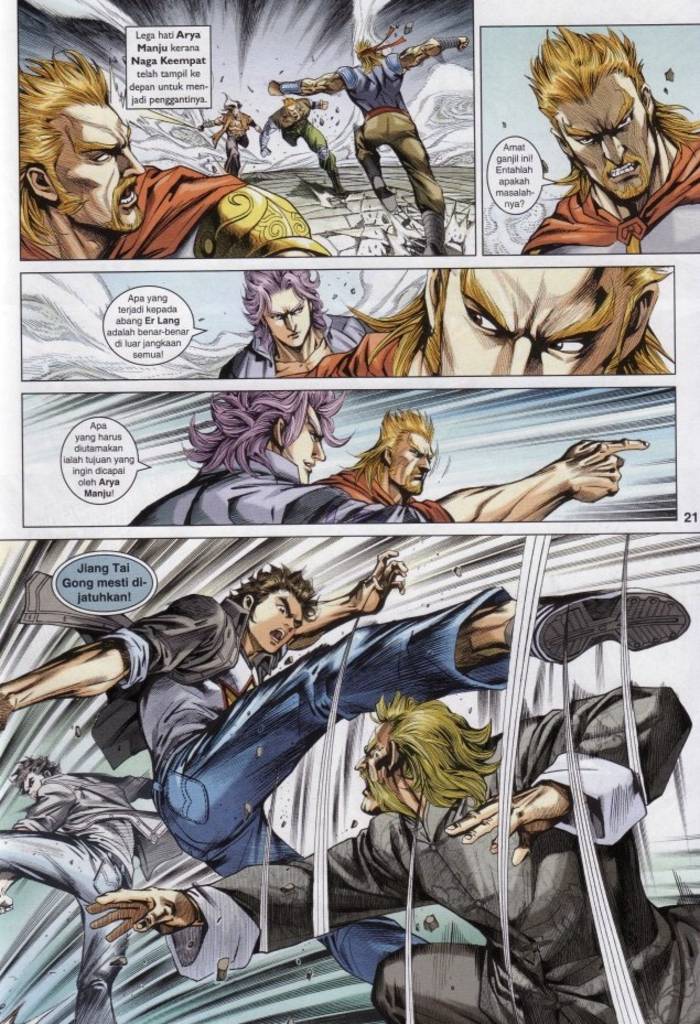 Lega hati Arya
Manju kerana
Naga Keempat
telah tampil ke
depan untuk men-
jadi penggantinya.
Amat
ganjil ini!
Entahlah
apakah
masalah-
nya?
Apa yang
terjadi kepada
abang Er Lang
adalah benar-benar
di luar jangkaan
semua!
Apa
yang harus
diutamakan
ialah tujuan yang
ingin dicapai
oleh Arya
Manju!
21
Jiang Tai
Gong mesti di-
jatuhkan!